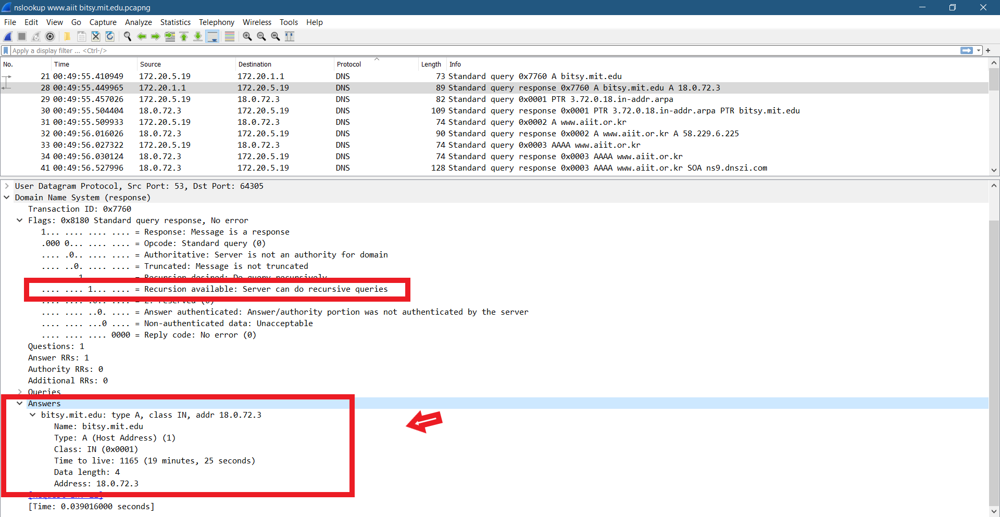 nslookup www.aiit bitsy.mit.edu.pcapng
File Edit View Go Capture Analyze Statistics Telephony Wireless Tools Help
Apply a display filter ... <Ctrl-/>
No. Time Source Destination Protocol Length Info
21 00:49:55.410949 172.20.5.19 172.20.1.1 DNS 73 Standard query 0x7760 A bitsy.mit.edu
28 00:49:55.449965 172.20.1.1 172.20.5.19 DNS 89 Standard query response 0x7760 A bitsy.mit.edu A 18.0.72.3
29 00:49:55.457026 172.20.5.19 18.0.72.3 DNS 82 Standard query 0x0001 PTR 3.72.0.18.in-addr.arpa
30 00:49:55.504404 18.0.72.3 172.20.5.19 DNS 109 Standard query response 0x0001 PTR 3.72.0.18.in-addr.arpa PTR bitsy.mit.edu
31 00:49:55.509933 172.20.5.19 18.0.72.3 DNS 74 Standard query 0x0002 A www.aiit.or.kr
32 00:49:56.016026 18.0.72.3 172.20.5.19 DNS 90 Standard query response 0x0002 A www.aiit.or.kr A 58.229.6.225
33 00:49:56.027322 172.20.5.19 18.0.72.3 DNS 74 Standard query 0x0003 AAAA www.aiit.or.kr
34 00:49:56.030124 18.0.72.3 172.20.5.19 DNS 74 Standard query response 0x0003 AAAA www.aiit.or.kr
41 00:49:56.527996 18.0.72.3 172.20.5.19 DNS 128 Standard query response 0x0003 AAAA www.aiit.or.kr SOA ns9.dnszi.com
User Datagram Protocol, Src Port: 53, Dst Port: 64305
Domain Name System (response)
Transaction ID: 0x7760
Flags: 0x8180 Standard query response, No error
1... .... .... .... = Response: Message is a response
.000 0... .... .... = Opcode: Standard query (0)
.... .0.. .... .... = Authoritative: Server is not an authority for domain
.... ..0. .... .... = Truncated: Message is not truncated
.... ...1 .... .... = Recursion desired: Do query recursively
.... .... 1... .... = Recursion available: Server can do recursive queries
.... .... .0.. .... = Z: reserved (0)
.... .... ..0. .... = Answer authenticated: Answer/authority portion was not authenticated by the server
.... .... ...0 .... = Non-authenticated data: Unacceptable
.... .... .... 0000 = Reply code: No error (0)
Questions: 1
Answer RRs: 1
Authority RRs: 0
Additional RRs: 0
Queries
Answers
bitsy.mit.edu: type A, class IN, addr 18.0.72.3
Name: bitsy.mit.edu
Type: A (Host Address) (1)
Class: IN (0x0001)
Time to live: 1165 (19 minutes, 25 seconds)
Data length: 4
Address: 18.0.72.3
[Time: 0.039016000 seconds]